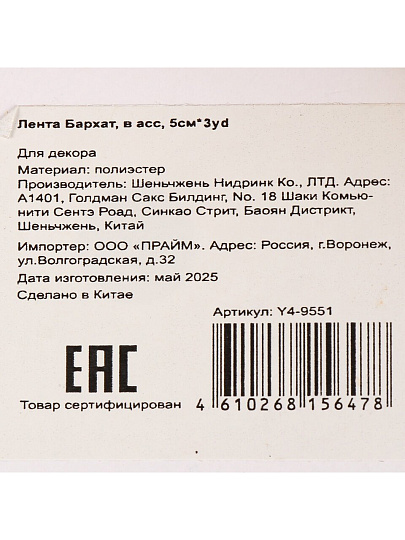 Лента Бархат, в асс, 5см*3yd
Для декора
Материал: полиэстер
Производитель: Шеньчжень Нидринк Ко., ЛТД. Адрес:
А1401, Голдман Сакс Билдинг, No. 18 Шаки Комью-
нити Сентэ Роад, Синкао Стрит, Баоян Дистрикт,
Шеньчжень, Китай
Импортер: ООО «ПРАЙМ». Адрес: Россия, г.Воронеж,
ул.Волгоградская, д.32
Дата изготовления: май 2025
Сделано в Китае
Артикул: Y4-9551
EAC
Товар сертифицирован
4 610268 156478